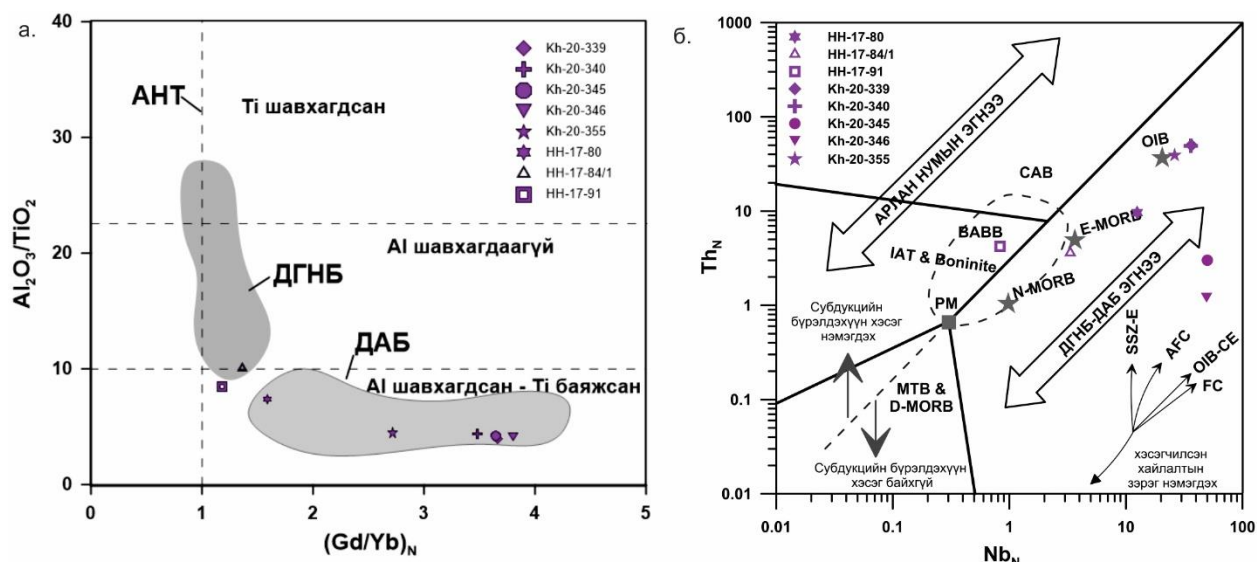 а.
40
30
20
10
0
Al₂O₃/TiO₂
АНТ
Ti шавхагдсан
Kh-20-339
Kh-20-340
Kh-20-345
Kh-20-346
Kh-20-355
HH-17-80
HH-17-84/1
HH-17-91
Al шавхагдаагүй
ДГНБ
ДАБ
Al шавхагдсан - Ti баяжсан
0 1 2 3 4 5
(Gd/Yb)N
б.
1000
100
10
1
0.1
0.01
ThN
HH-17-80
HH-17-84/1
HH-17-91
Kh-20-339
Kh-20-340
Kh-20-345
Kh-20-346
Kh-20-355
АРЛАН НУМЫН ЭГНЭЭ
OIB
CAB
BABB
E-MORB
IAT & Boninite
N-MORB
PM
ДГНБ-ДАБ ЭГНЭЭ
Субдукцийн
бүрэлдэхүүн хэсэг
нэмэгдэх
MTB &
D-MORB
Субдукцийн бүрэлдэхүүн
хэсэг байхгүй
SSZ-E
AFC
OIB-CE
FC
хэсэгчилсэн
хайлалтын
зэрэг нэмэгдэх
0.01 0.1 1 10 100
NbN